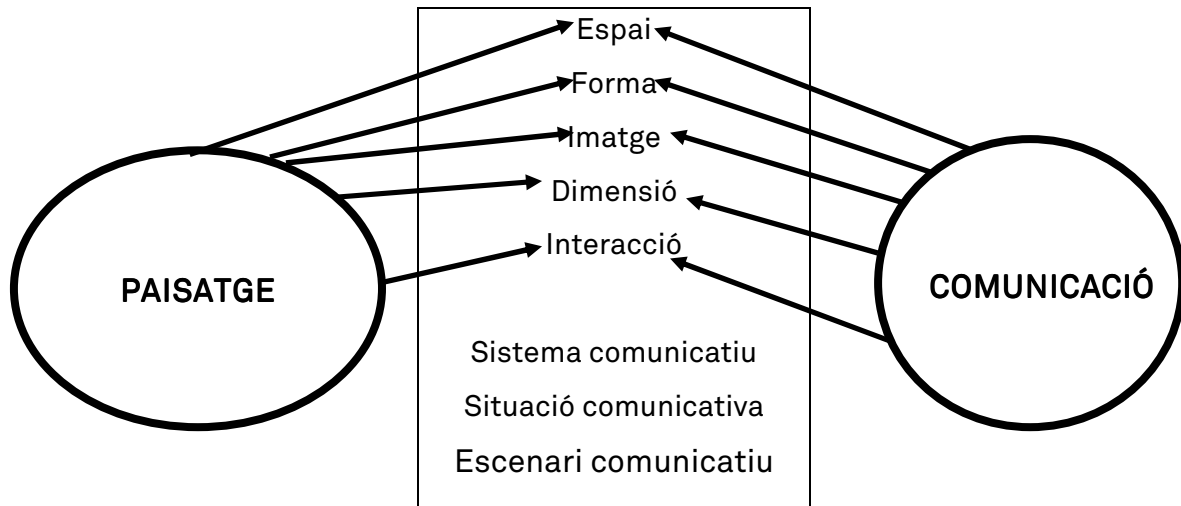 Espai
Forma
Imatge
Dimensió
Interacció
PAISATGE
COMUNICACIÓ
Sistema comunicatiu
Situació comunicativa
Escenari comunicatiu